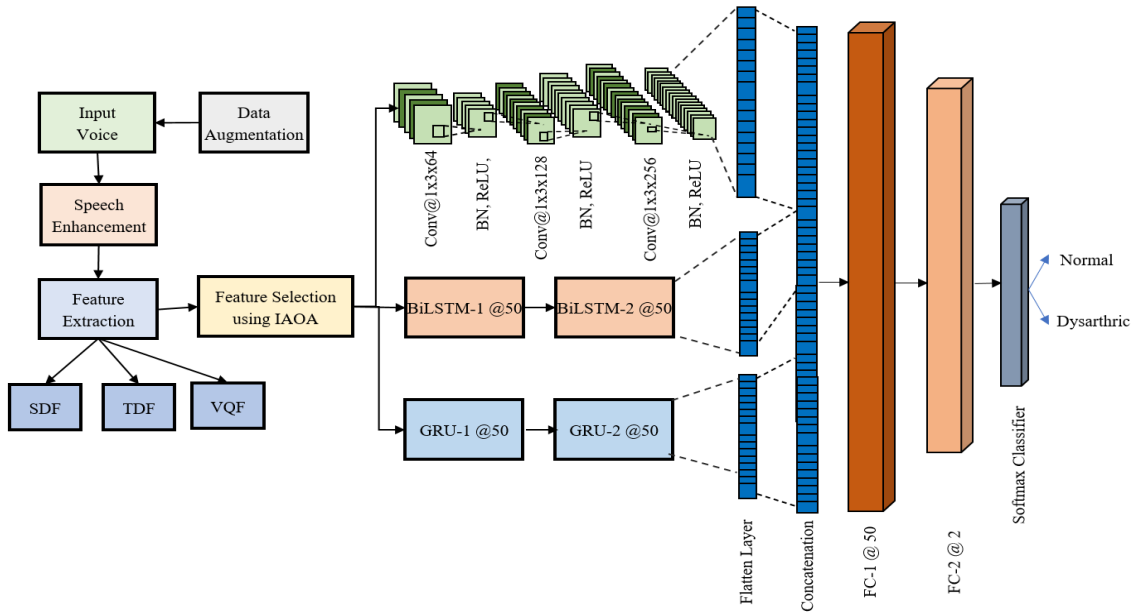 Input
Voice
Data
Augmentation
Speech
Enhancement
Feature
Extraction
Feature Selection
using IAOA
SDF
TDF
VQF
Conv@1x3x64
BN, ReLU,
Conv@1x3x128
BN, ReLU
Conv@1x3x256
BN, ReLU
BiLSTM-1 @50
BiLSTM-2 @50
GRU-1 @50
GRU-2 @50
Flatten Layer
Concatenation
FC-1 @ 50
FC-2 @ 2
Softmax Classifier
Normal
Dysarthric